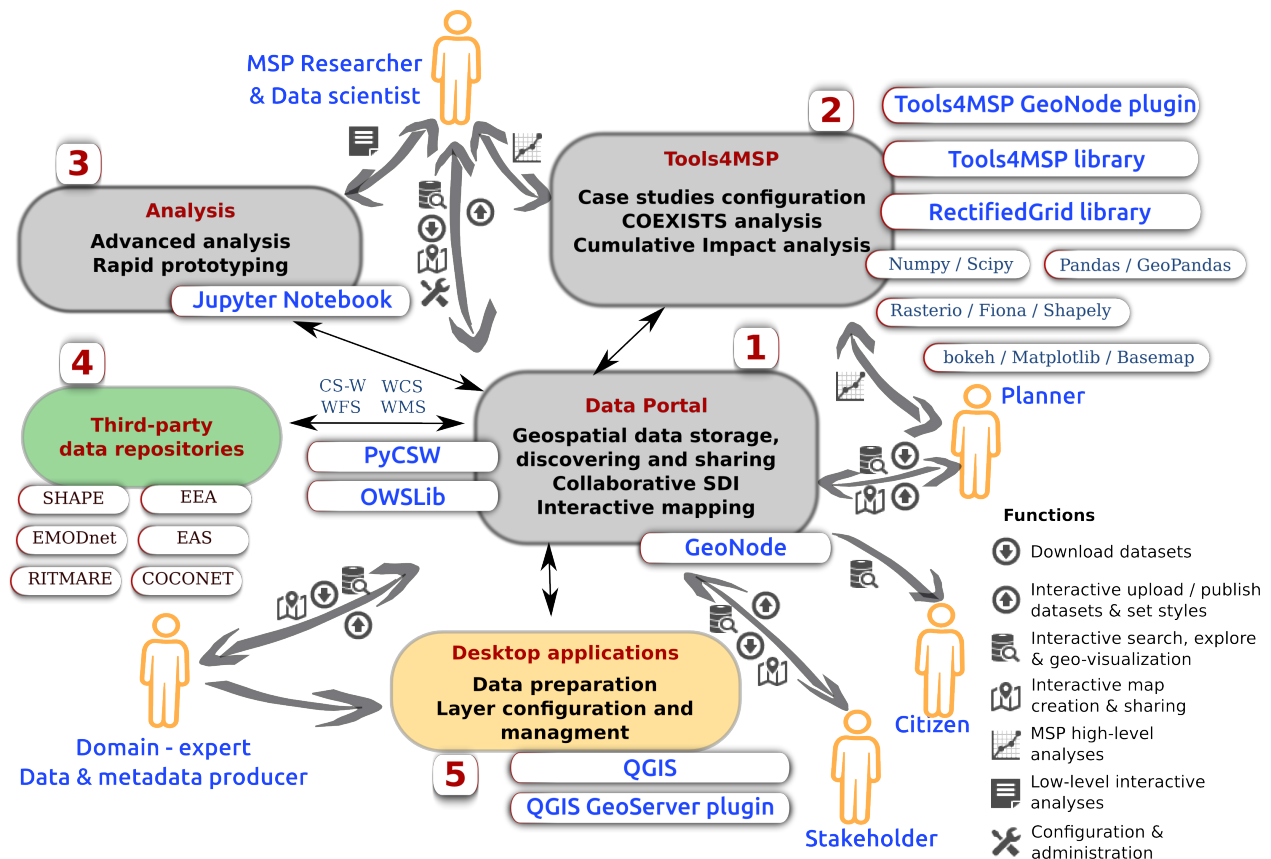 MSP Researcher
& Data scientist
2
Tools4MSP GeoNode plugin
Tools4MSP library
RectifiedGrid library
Numpy / Scipy
Pandas / GeoPandas
Rasterio / Fiona / Shapely
bokeh / Matplotlib / Basemap
Tools4MSP
Case studies configuration
COEXISTS analysis
Cumulative Impact analysis
3
Analysis
Advanced analysis
Rapid prototyping
Jupyter Notebook
4
Third-party
data repositories
SHAPE
EEA
EMODnet
EAS
RITMARE
COCONET
CS-W WCS
WFS WMS
PyCSW
OWSLib
1
Data Portal
Geospatial data storage,
discovering and sharing
Collaborative SDI
Interactive mapping
GeoNode
Planner
Domain - expert
Data & metadata producer
Desktop applications
Data preparation
Layer configuration and
managment
5
QGIS
QGIS GeoServer plugin
Stakeholder
Citizen
Functions
Download datasets
Interactive upload / publish
datasets & set styles
Interactive search, explore
& geo-visualization
Interactive map
creation & sharing
MSP high-level
analyses
Low-level interactive
analyses
Configuration &
administration